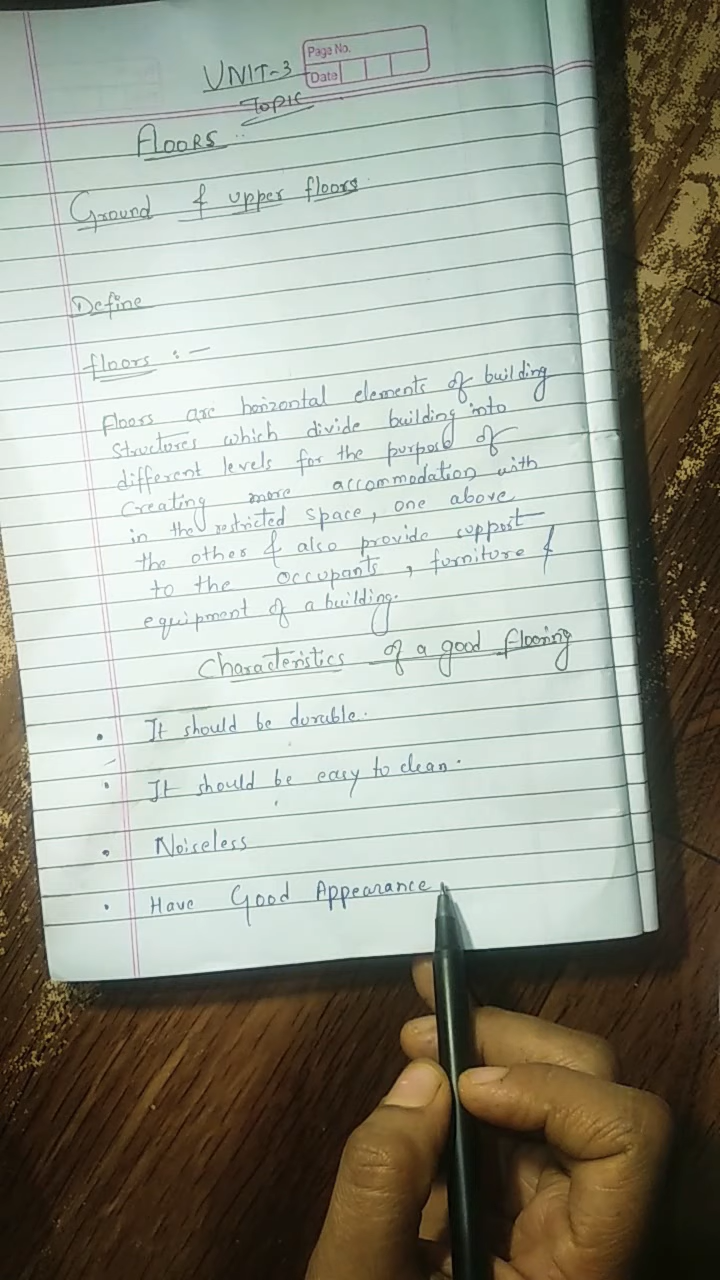 UNIT-3
Page No.
Date
Topic
Floors
Ground & upper floors
Define
floors :-
Floors are horizontal elements of building
structures which divide building into
different levels for the purpose of
Creating more accommodation with
in the restricted space, one above
the other & also provide support
to the occupants, furniture &
equipment of a building.
Characteristics of a good flooring
• It should be durable.
• It should be easy to clean.
• Noiseless
• Have Good Appearance